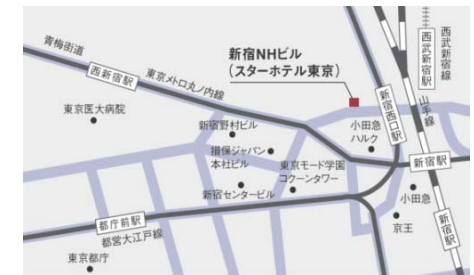 青梅街道
西新宿駅
東京メトロ丸ノ内線
新宿NHビル
(スターホテル東京)
西武新宿駅
西武新宿線
山手線
東京医大病院
新宿野村ビル
損保ジャパン
本社ビル
新宿センタービル
東京モード学園
コクーンタワー
小田急
ハルク
新宿西口駅
新宿駅
小田急
京王
新宿駅
都庁前駅
都営大江戸線
東京都庁